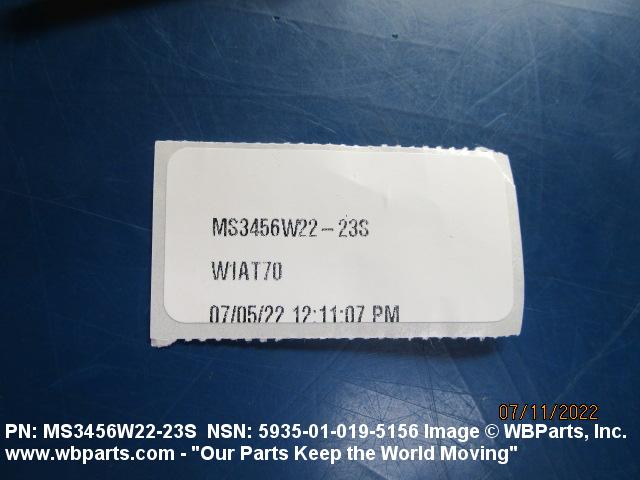 MS3456W22-23S
W1AT70
07/05/22 12:11:07 PM
07/11/2022
PN: MS3456W22-23S NSN: 5935-01-019-5156 Image © WBParts, Inc.
www.wbparts.com - "Our Parts Keep the World Moving"